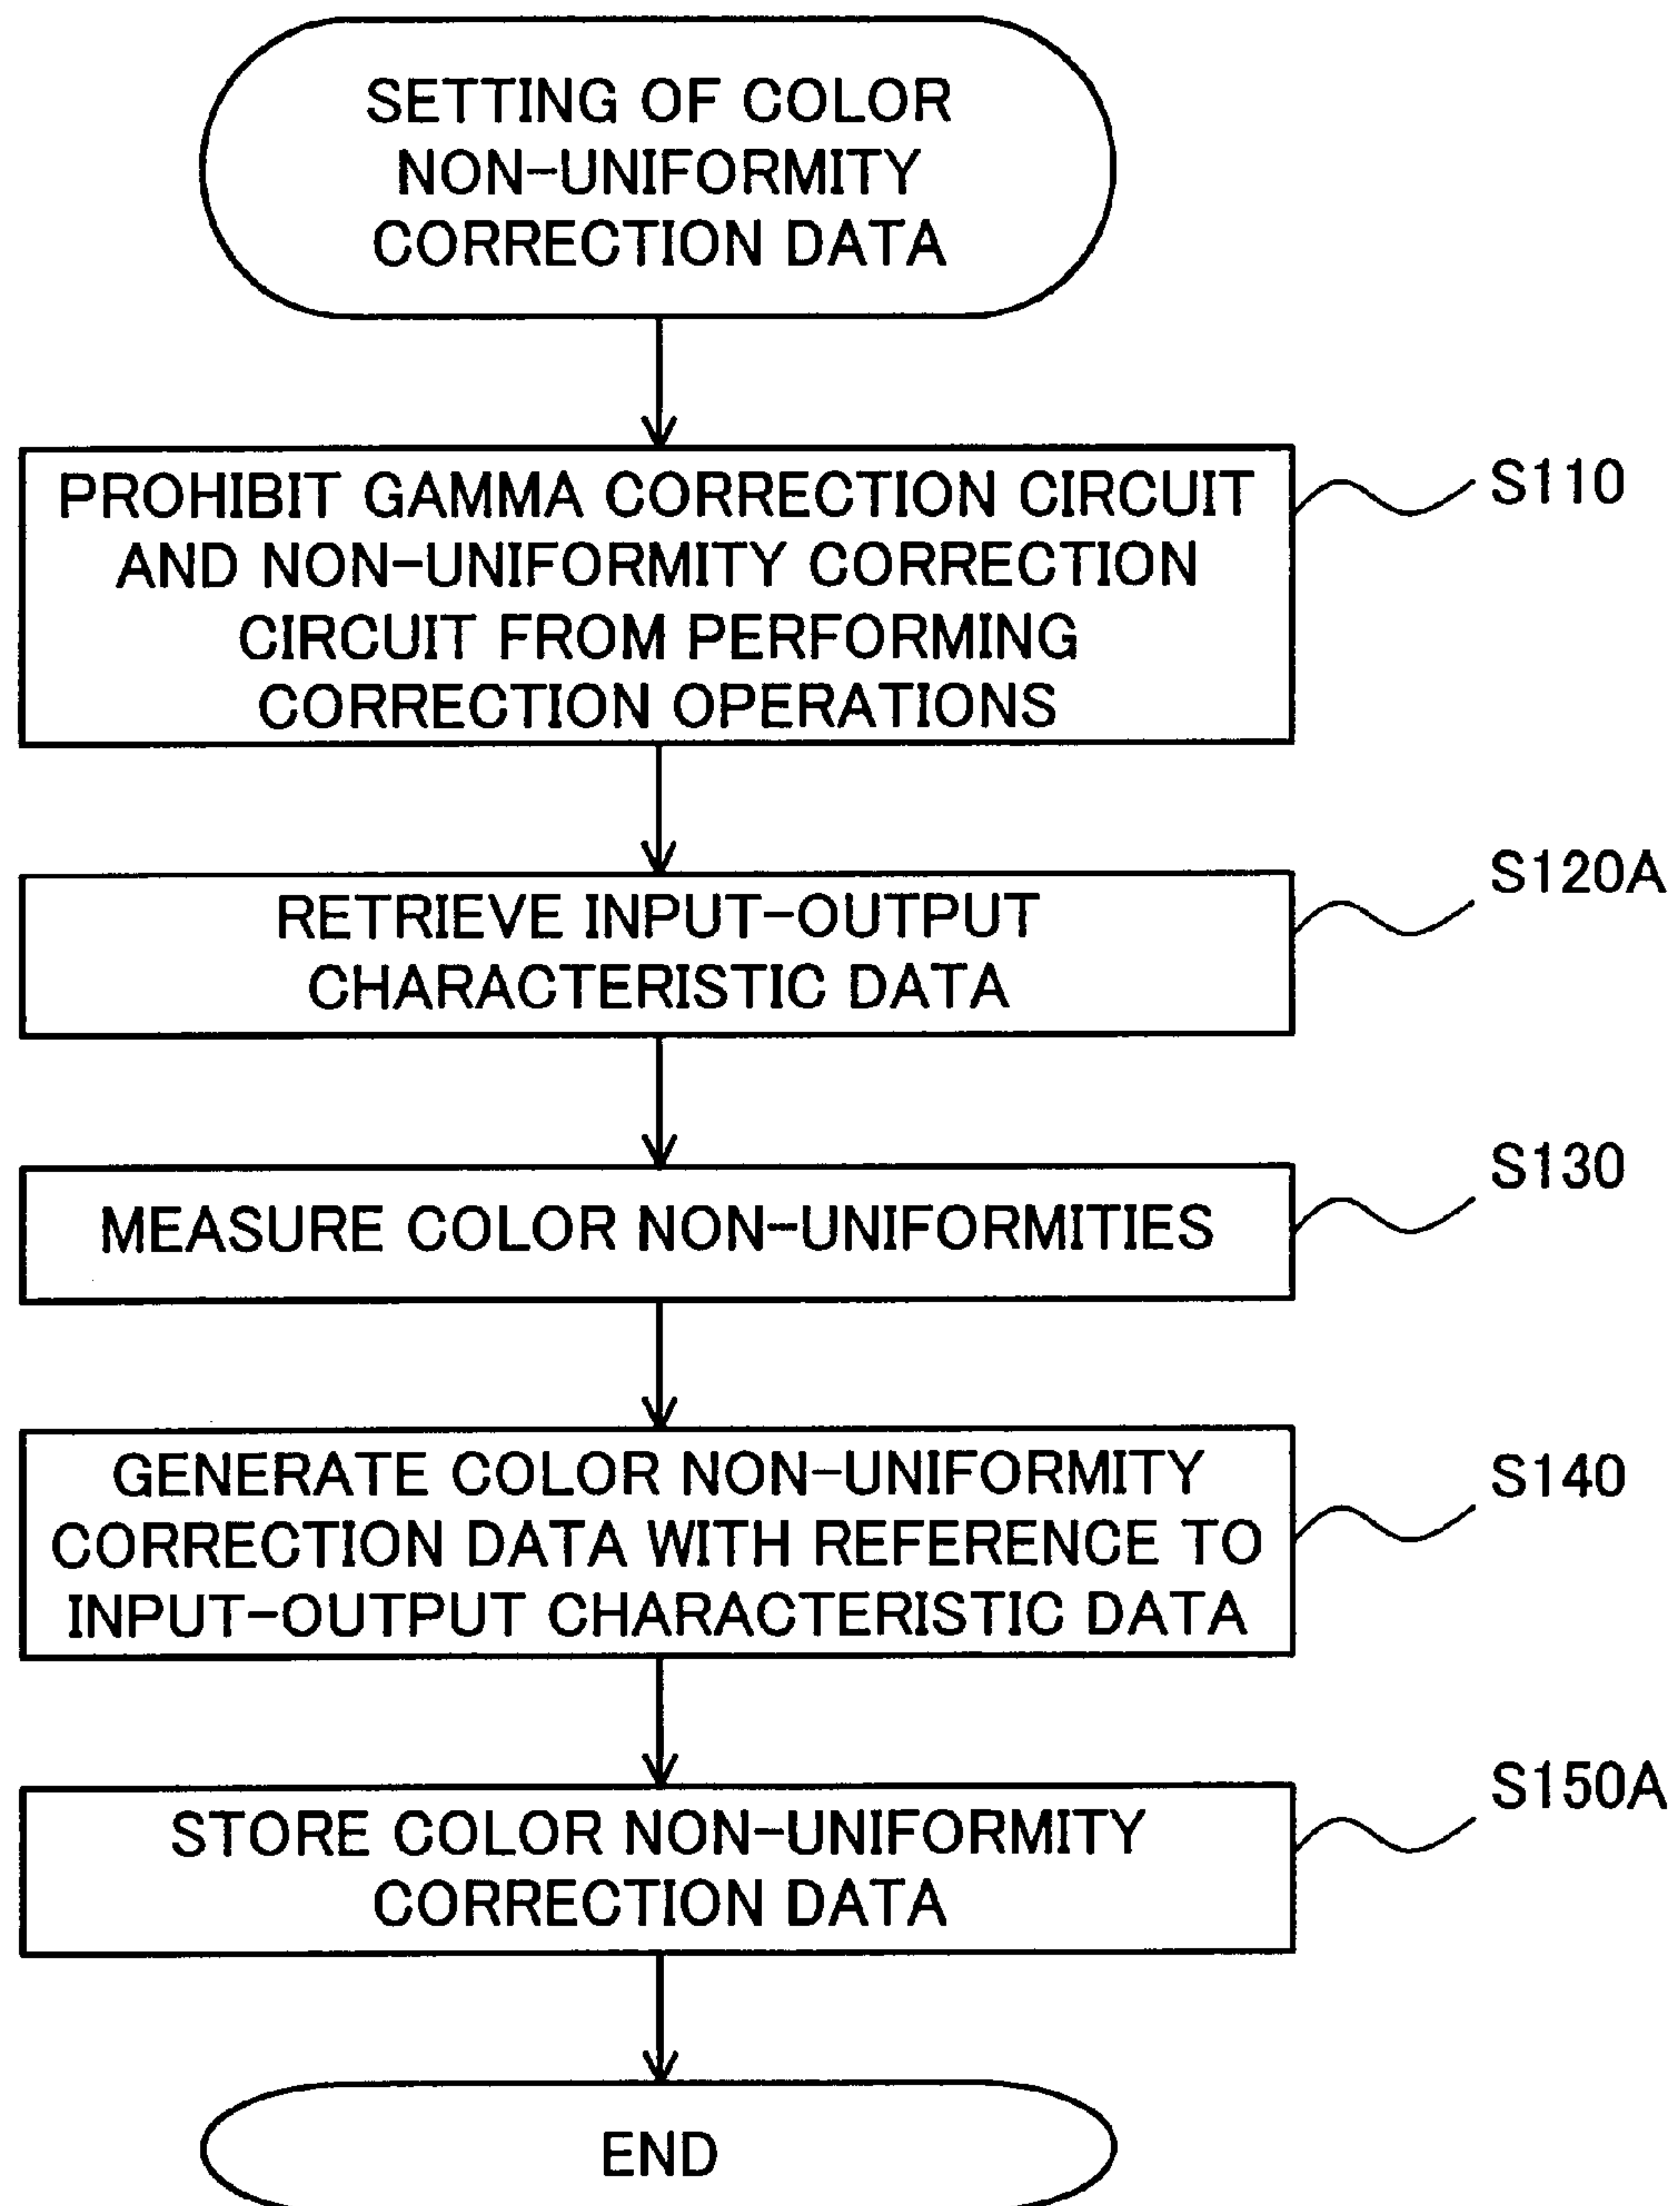 SETTING OF COLOR
NON-UNIFORMITY
CORRECTION DATA
PROHIBIT GAMMA CORRECTION CIRCUIT
AND NON-UNIFORMITY CORRECTION
CIRCUIT FROM PERFORMING
CORRECTION OPERATIONS
S110
RETRIEVE INPUT-OUTPUT
CHARACTERISTIC DATA
S120A
MEASURE COLOR NON-UNIFORMITIES
S130
GENERATE COLOR NON-UNIFORMITY
CORRECTION DATA WITH REFERENCE TO
INPUT-OUTPUT CHARACTERISTIC DATA
S140
STORE COLOR NON-UNIFORMITY
CORRECTION DATA
S150A
END